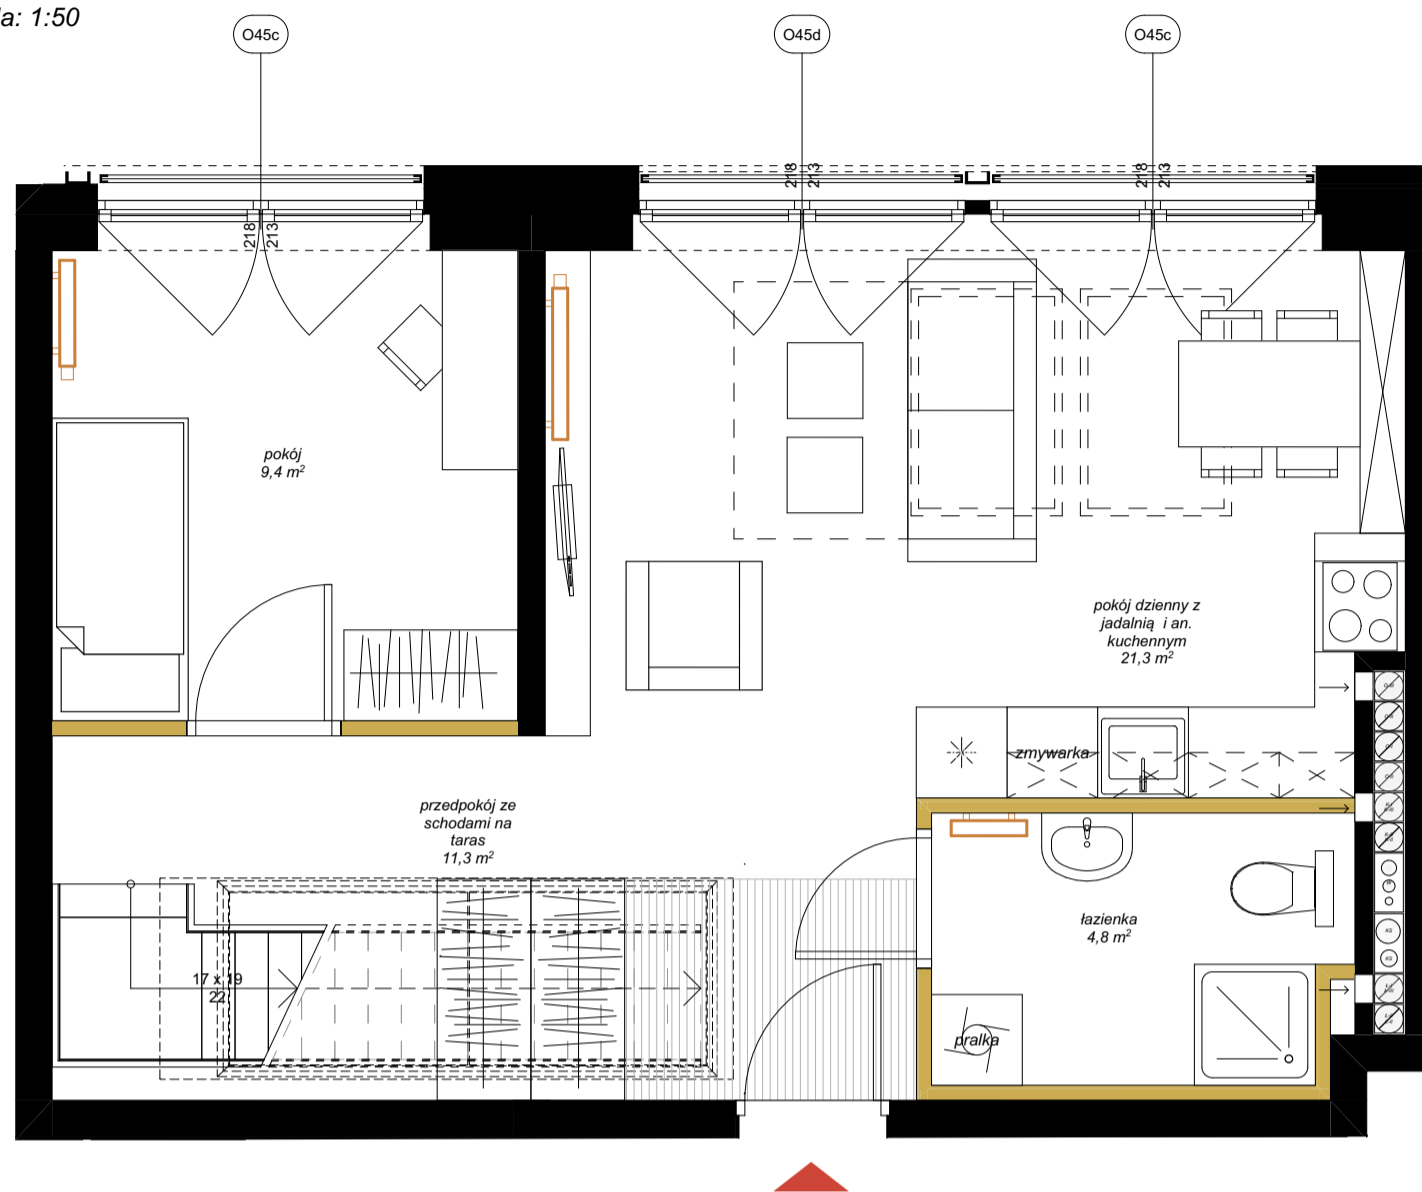 la: 1:50
O45c
O45d
O45c
218
213
218
213
218
213
pokój
9,4 m²
pokój dzienny z
jadalnią i an.
kuchennym
21,3 m²
zmywarka
przedpokój ze
schodami na
taras
11,3 m²
łazienka
4,8 m²
17 x 19
22
pralka